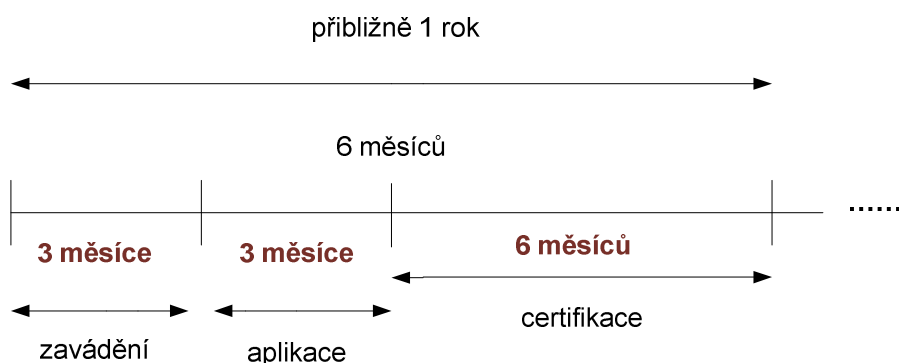 přibližně 1 rok
6 měsíců
3 měsíce
3 měsíce
6 měsíců
......
certifikace
zavádění
aplikace